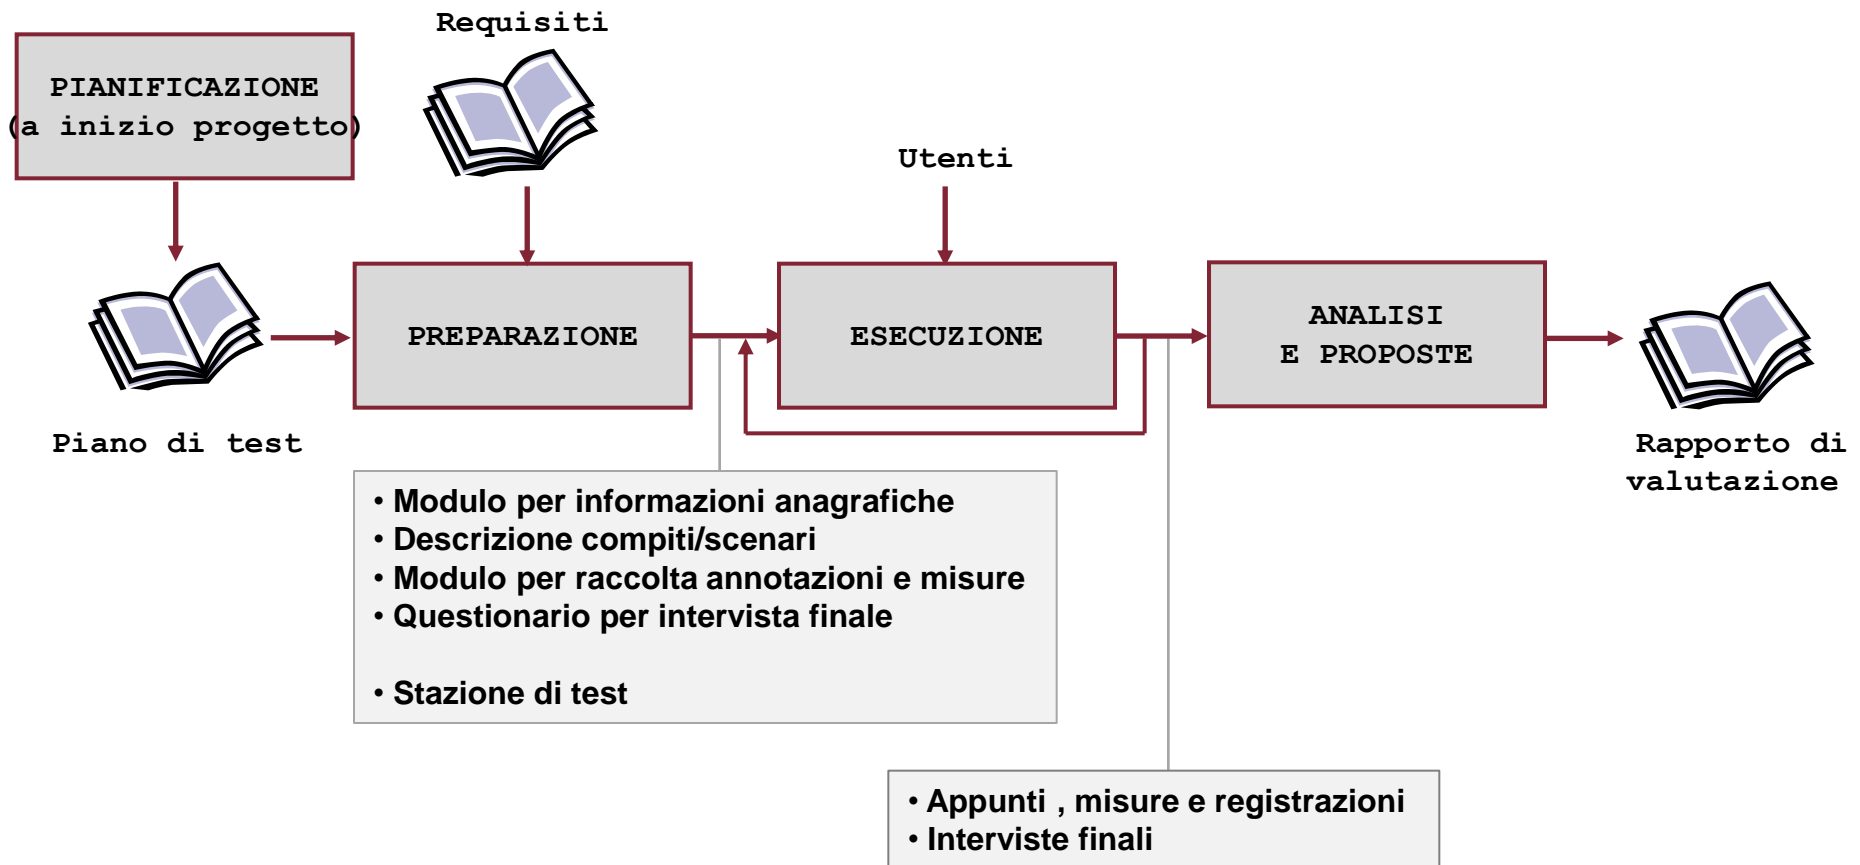 Requisiti
PIANIFICAZIONE
(a inizio progetto)
Utenti
PREPARAZIONE
ESECUZIONE
ANALISI
E PROPOSTE
Piano di test
Rapporto di
valutazione
• Modulo per informazioni anagrafiche
• Descrizione compiti/scenari
• Modulo per raccolta annotazioni e misure
• Questionario per intervista finale
• Stazione di test
• Appunti , misure e registrazioni
• Interviste finali